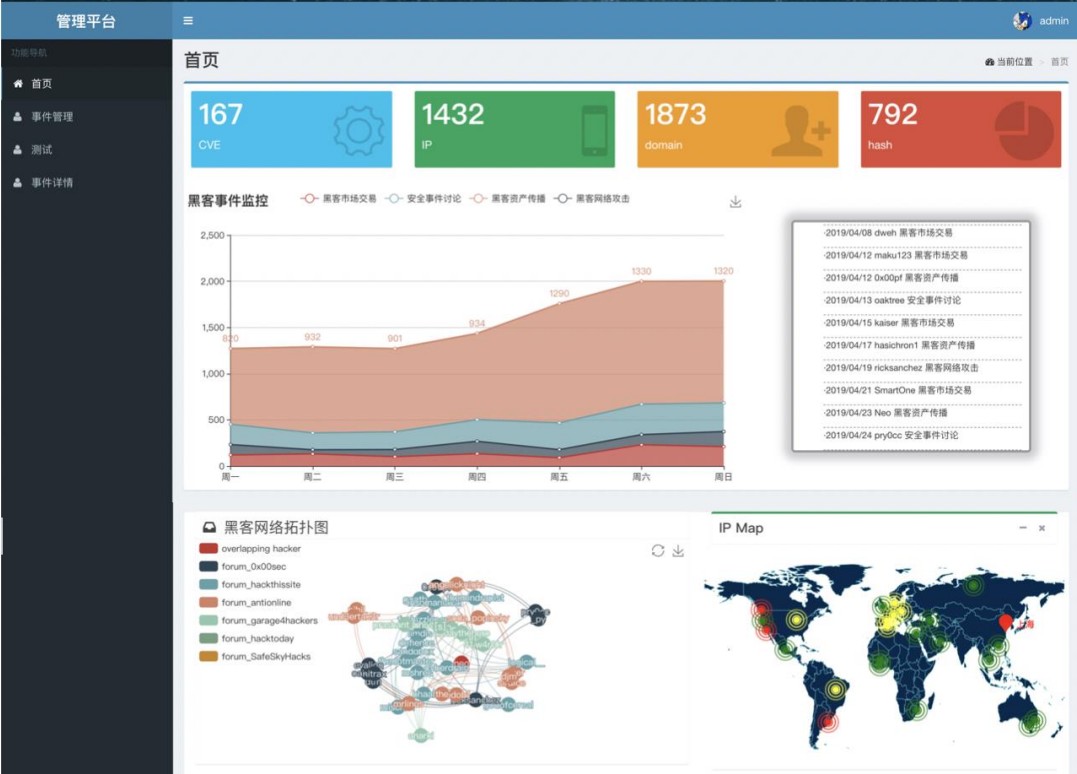 管理平台
admin
功能导航
首页
事件管理
测试
事件详情
首页
当前位置 > 首页
167
CVE
1432
IP
1873
domain
792
hash
黑客事件监控
黑客市场交易 安全事件讨论 黑客资产传播 黑客网络攻击
2,500
2,000
1,500
1,000
500
0
820 932 901 934 1290 1330 1320
周一 周二 周三 周四 周五 周六 周日
·2019/04/08 dweh 黑客市场交易
·2019/04/12 maku123 黑客市场交易
·2019/04/12 0x00pf 黑客资产传播
·2019/04/13 oaktree 安全事件讨论
·2019/04/15 kaiser 黑客市场交易
·2019/04/17 hasichron1 黑客资产传播
·2019/04/19 ricksanchez 黑客网络攻击
·2019/04/21 SmartOne 黑客市场交易
·2019/04/23 Neo 黑客资产传播
·2019/04/24 pry0cc 安全事件讨论
黑客网络拓扑图
overlapping hacker
forum_0x00sec
forum_hackthissite
forum_antionline
forum_garage4hackers
forum_hacktoday
forum_SafeSkyHacks
IP Map
上海